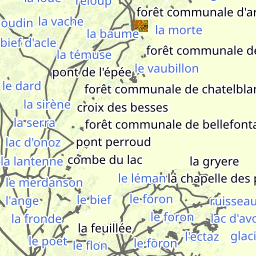 réloup
forêt communale d'ar
oudin
la vache
la baume
la morte
bief d'acle
forêt communale de
la témuse
pont de l'épée
le vaubillon
le dard
forêt communale de chatelblan
la sirène
croix des besses
la serra
forêt communale de bellefonta
lac d'onoz
pont perroud
la lantenne
combe du lac
la gryere
le merdanson
le léman
la chapelle des p
l'ange
le bief
le foron
ruisseau
la fronde
le foron
lac d'avo
la feuillée
le poët
le flon
le foron
l'ectaz
glaci